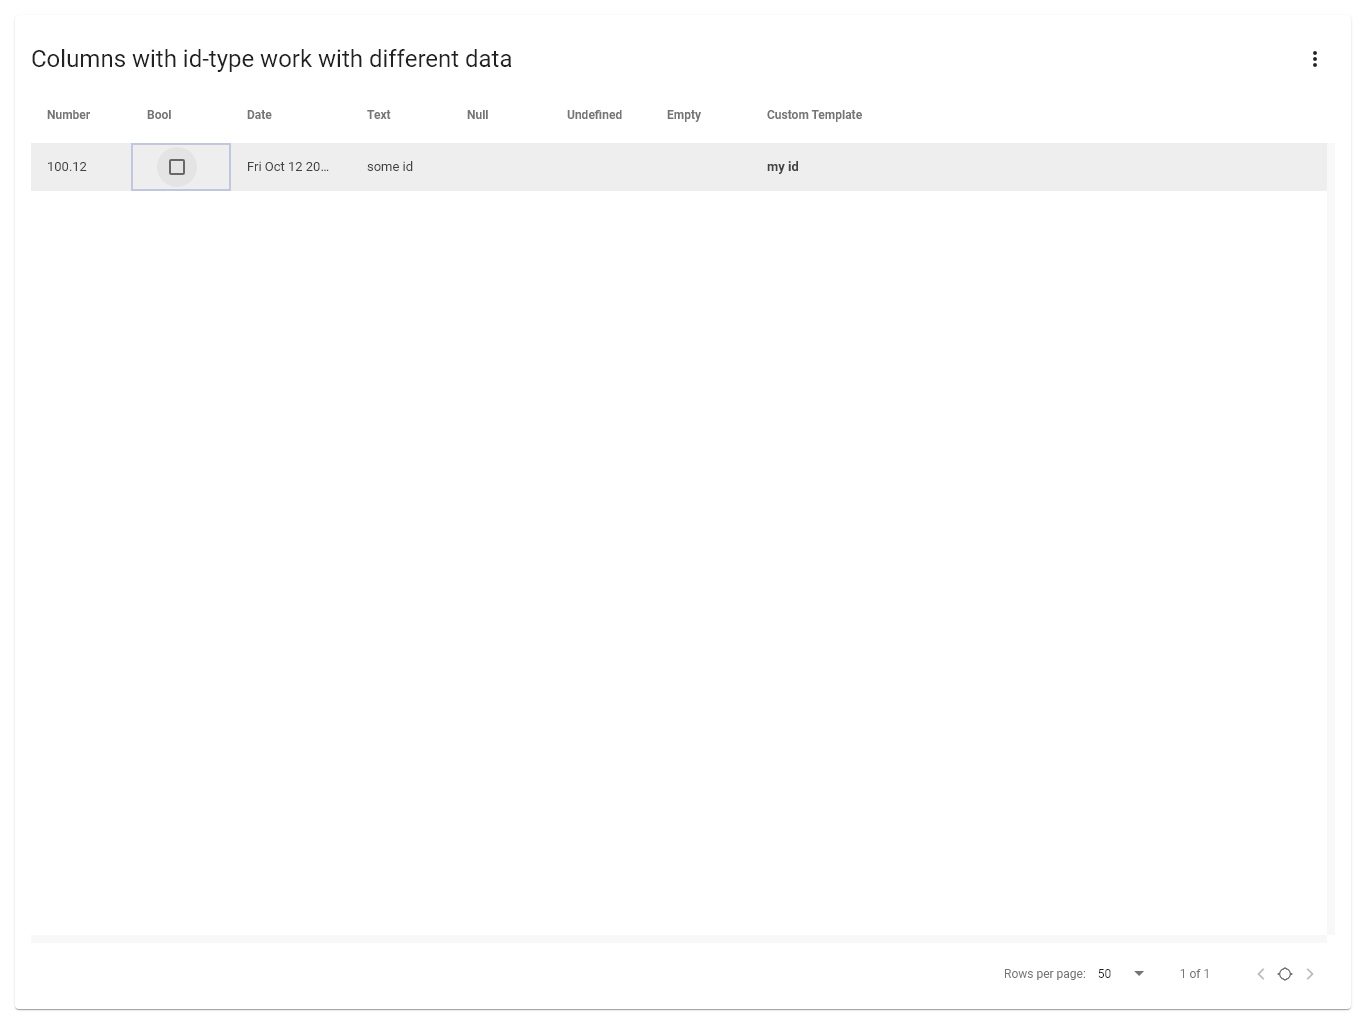 Columns with id-type work with different data
Number Bool Date Text Null Undefined Empty Custom Template
100.12 Fri Oct 12 20... some id my id
Rows per page: 50 1 of 1